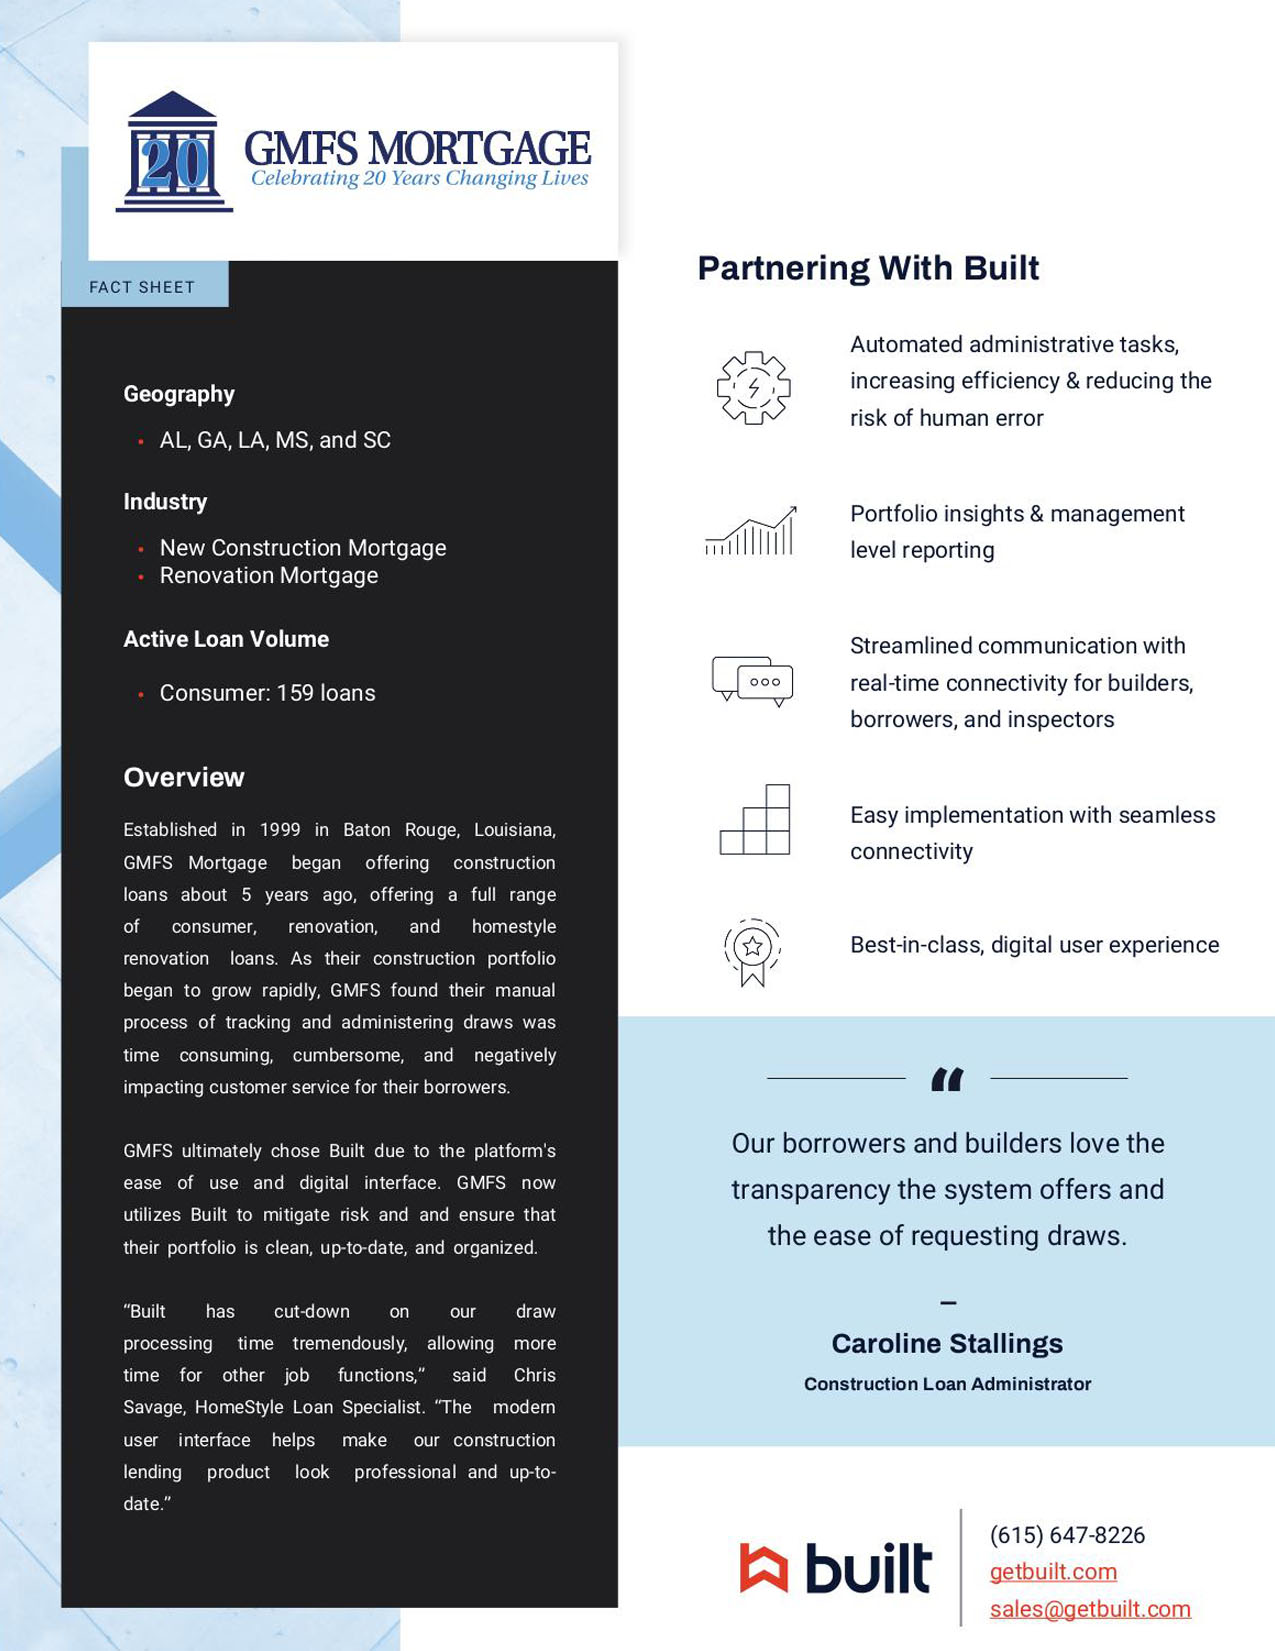 20
GMFS MORTGAGE
Celebrating 20 Years Changing Lives
FACT SHEET
Geography
• AL, GA, LA, MS, and SC
Industry
• New Construction Mortgage
• Renovation Mortgage
Active Loan Volume
• Consumer: 159 loans
Overview
Established in 1999 in Baton Rouge, Louisiana,
GMFS Mortgage began offering construction
loans about 5 years ago, offering a full range
of consumer, renovation, and homestyle
renovation loans. As their construction portfolio
began to grow rapidly, GMFS found their manual
process of tracking and administering draws was
time consuming, cumbersome, and negatively
impacting customer service for their borrowers.
GMFS ultimately chose Built due to the platform's
ease of use and digital interface. GMFS now
utilizes Built to mitigate risk and and ensure that
their portfolio is clean, up-to-date, and organized.
“Built has cut-down on our draw
processing time tremendously, allowing more
time for other job functions,” said Chris
Savage, HomeStyle Loan Specialist. “The modern
user interface helps make our construction
lending product look professional and up-to-
date.”
Partnering With Built
Automated administrative tasks,
increasing efficiency & reducing the
risk of human error
Portfolio insights & management
level reporting
Streamlined communication with
real-time connectivity for builders,
borrowers, and inspectors
Easy implementation with seamless
connectivity
Best-in-class, digital user experience
“
Our borrowers and builders love the
transparency the system offers and
the ease of requesting draws.
–
Caroline Stallings
Construction Loan Administrator
built
(615) 647-8226
getbuilt.com
sales@getbuilt.com